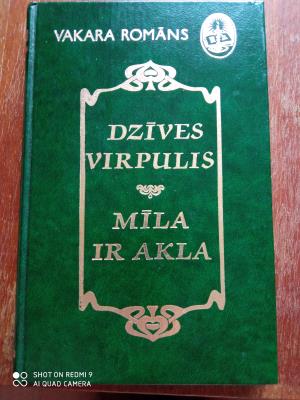 VAKARA ROMĀNS
DZĪVES
VIRPULIS
MĪLA
IR AKLA
SHOT ON REDMI 9
AI QUAD CAMERA